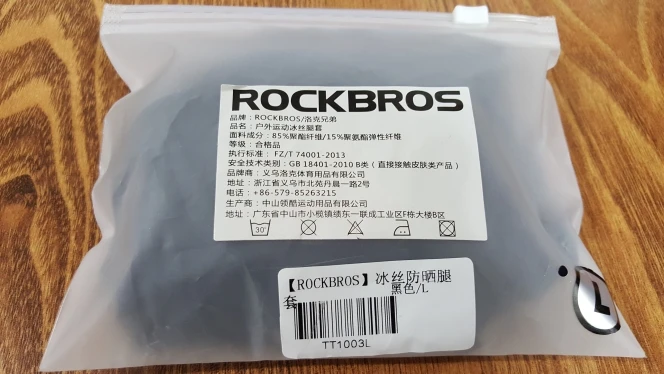 ROCKBROS
品牌：ROCKBROS/洛克兄弟
品名：户外运动冰丝腿套
面料成分：85%聚酯纤维/15%聚氨酯弹性纤维
等级：合格品
执行标准：FZ/T 74001-2013
安全技术类别：GB 18401-2010 B类（直接接触皮肤类产品）
品牌商：义乌洛克体育用品有限公司
地址：浙江省义乌市北苑丹晨一路2号
电话：+86-579-85263215
生产商：中山领酷运动用品有限公司
地址：广东省中山市小榄镇绩东一联成工业区F栋大楼B区
30°
【ROCKBROS】冰丝防晒腿
套 黑色/L
TT1003L
L